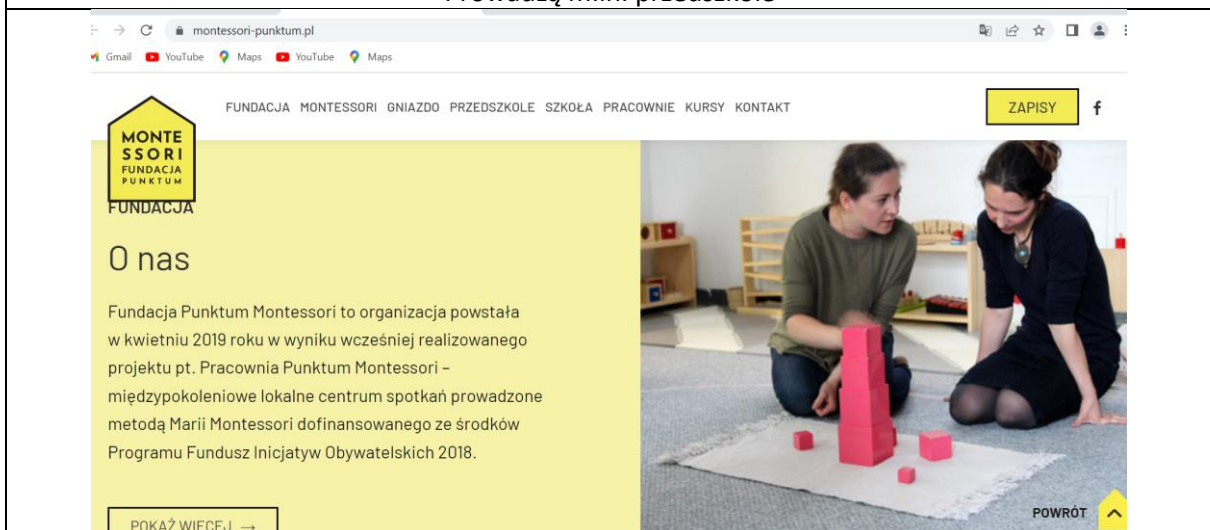 Prowadzą m.in. przedszkole
montessori-punktum.pl
Gmail YouTube Maps YouTube Maps
FUNDACJA MONTESSORI GNIAZDO PRZEDSZKOLE SZKOŁA PRACOWNIE KURSY KONTAKT
ZAPISY f
MONTE
SSORI
FUNDACJA
PUNKTUM
FUNDACJA
O nas
Fundacja Punktum Montessori to organizacja powstała
w kwietniu 2019 roku w wyniku wcześniej realizowanego
projektu pt. Pracownia Punktum Montessori –
międzypokoleniowe lokalne centrum spotkań prowadzone
metodą Marii Montessori dofinansowanego ze środków
Programu Fundusz Inicjatyw Obywatelskich 2018.
POKAŻ WIĘCEJ →
POWRÓT